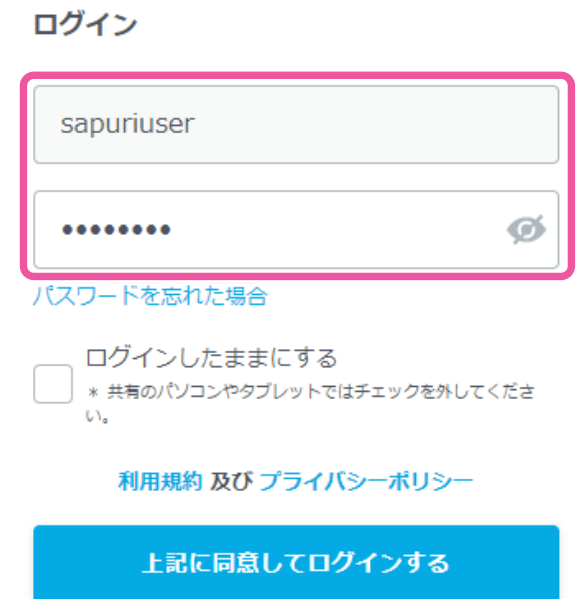 ログイン
sapuriuser
••••••••
パスワードを忘れた場合
ログインしたままにする
* 共有のパソコンやタブレットではチェックを外してくださ
い。
利用規約 及び プライバシーポリシー
上記に同意してログインする